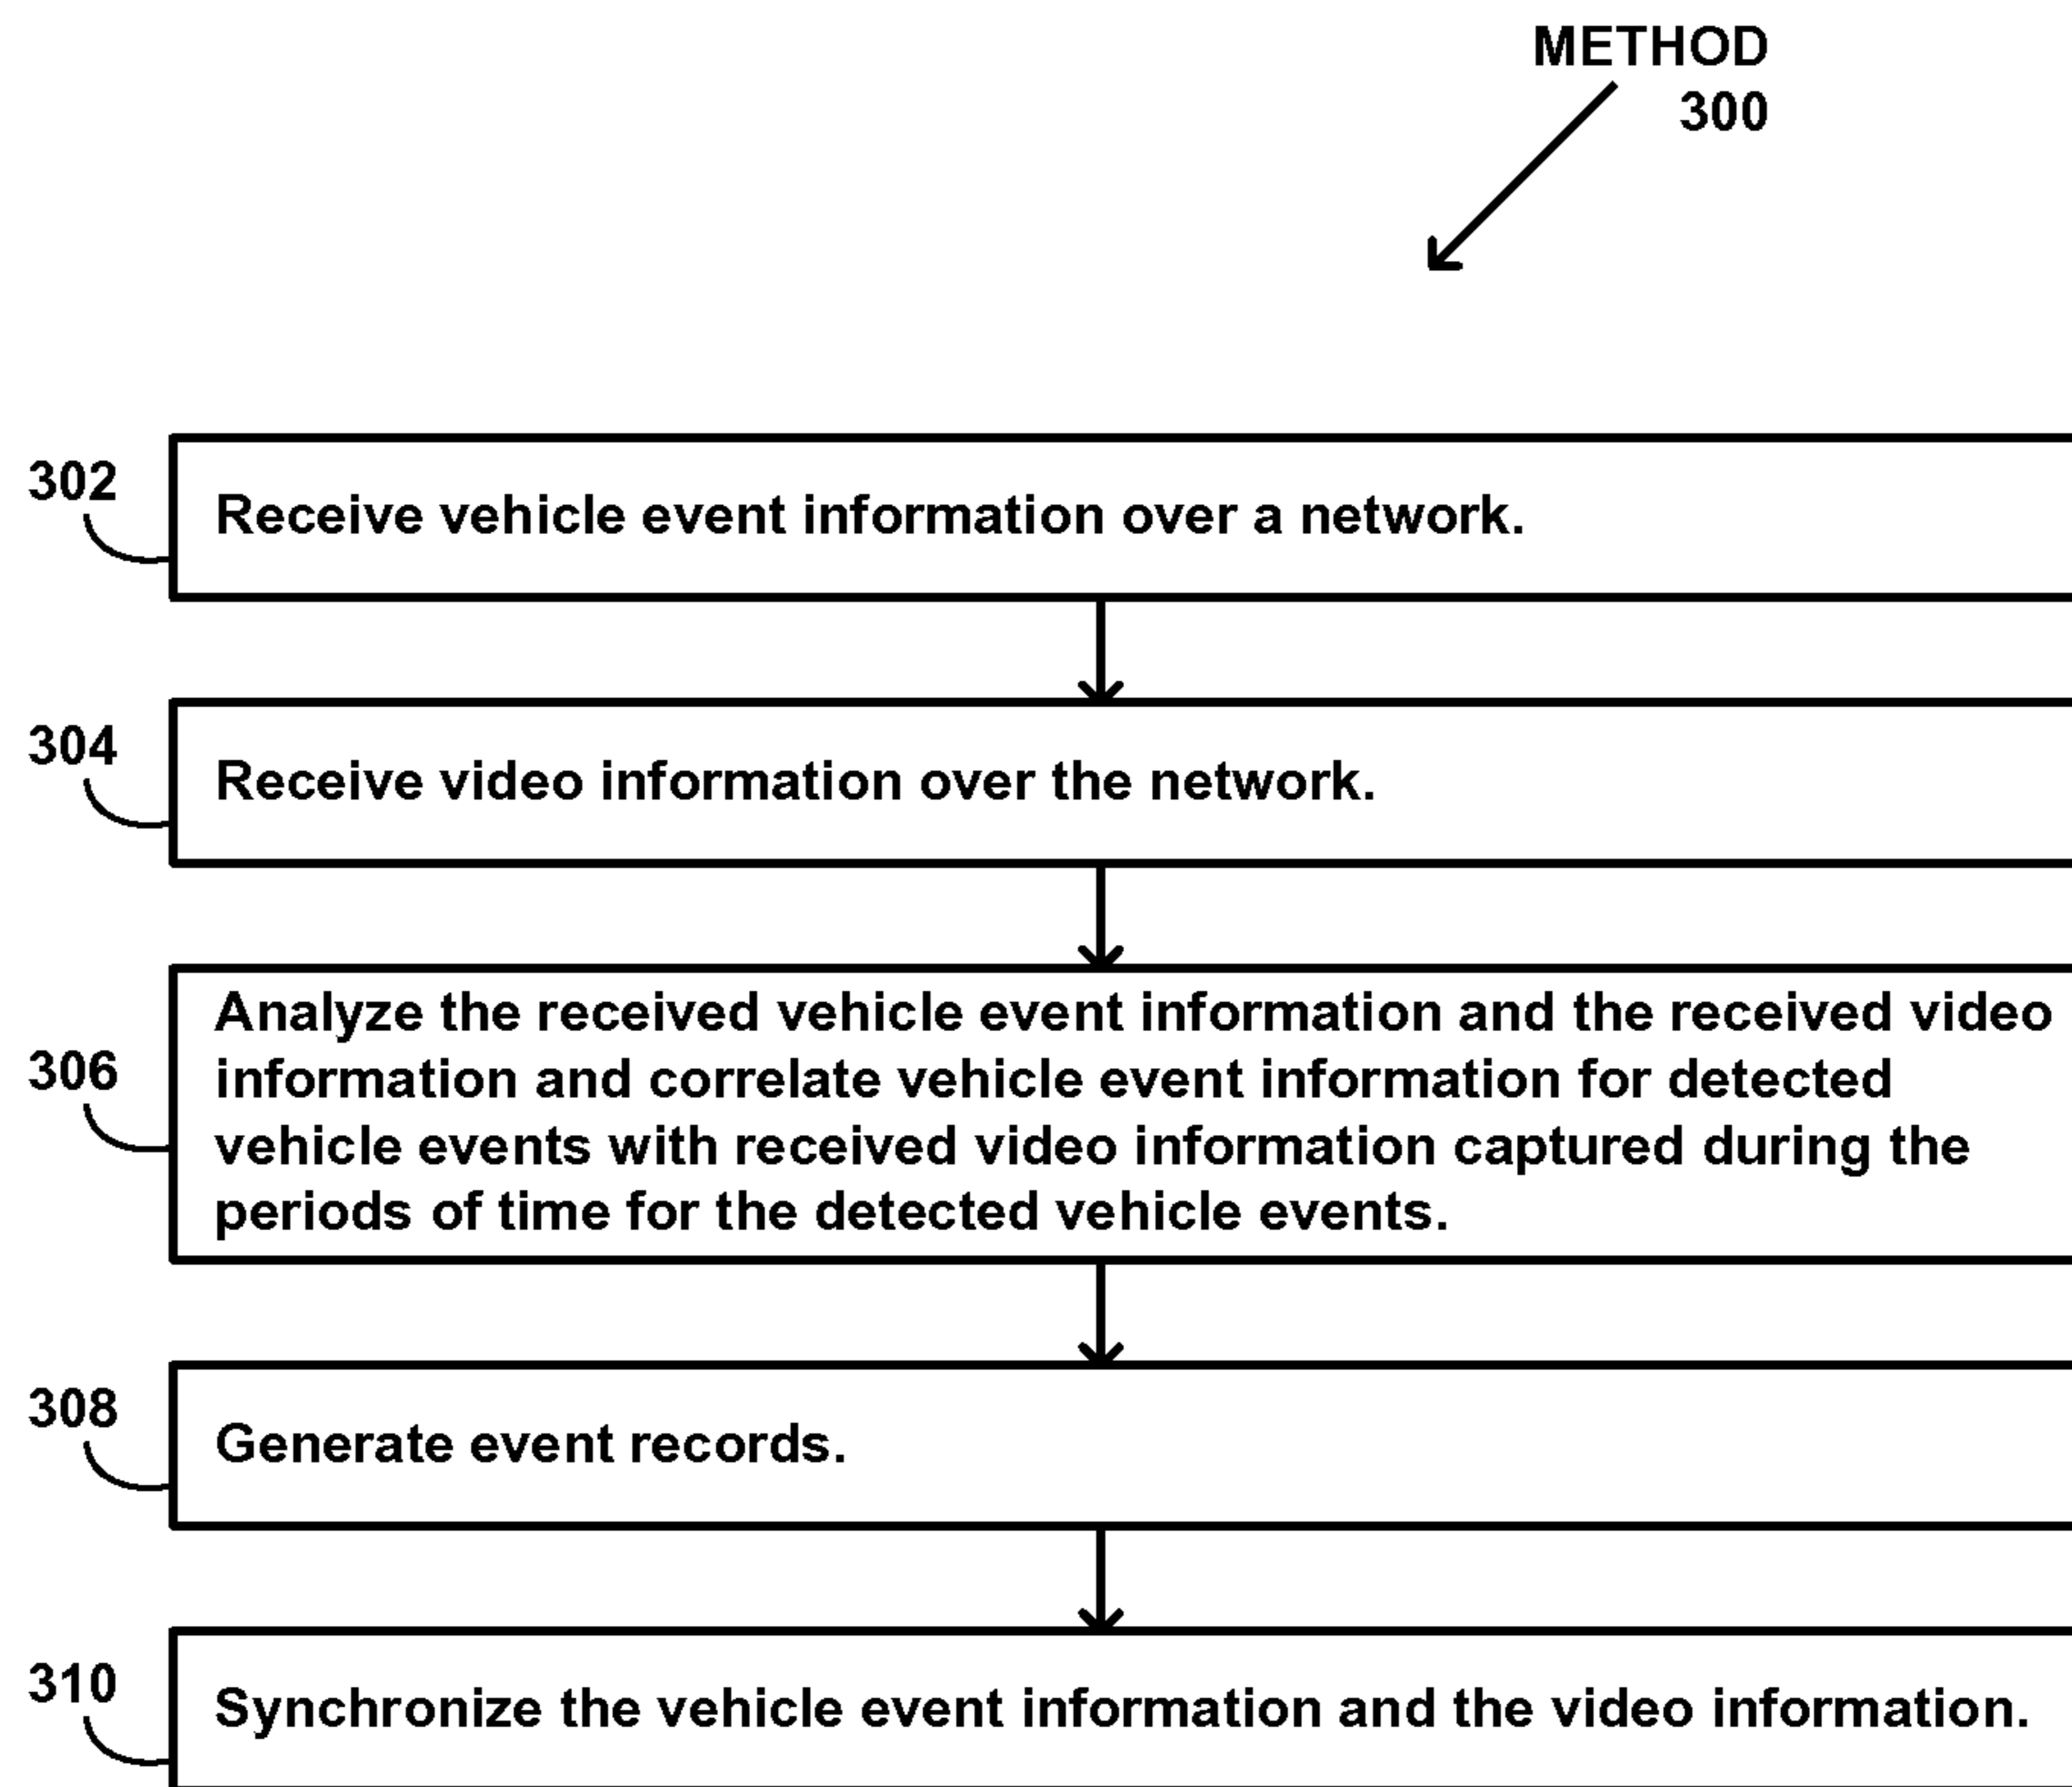 METHOD
300
302
Receive vehicle event information over a network.
304
Receive video information over the network.
306
Analyze the received vehicle event information and the received video
information and correlate vehicle event information for detected
vehicle events with received video information captured during the
periods of time for the detected vehicle events.
308
Generate event records.
310
Synchronize the vehicle event information and the video information.